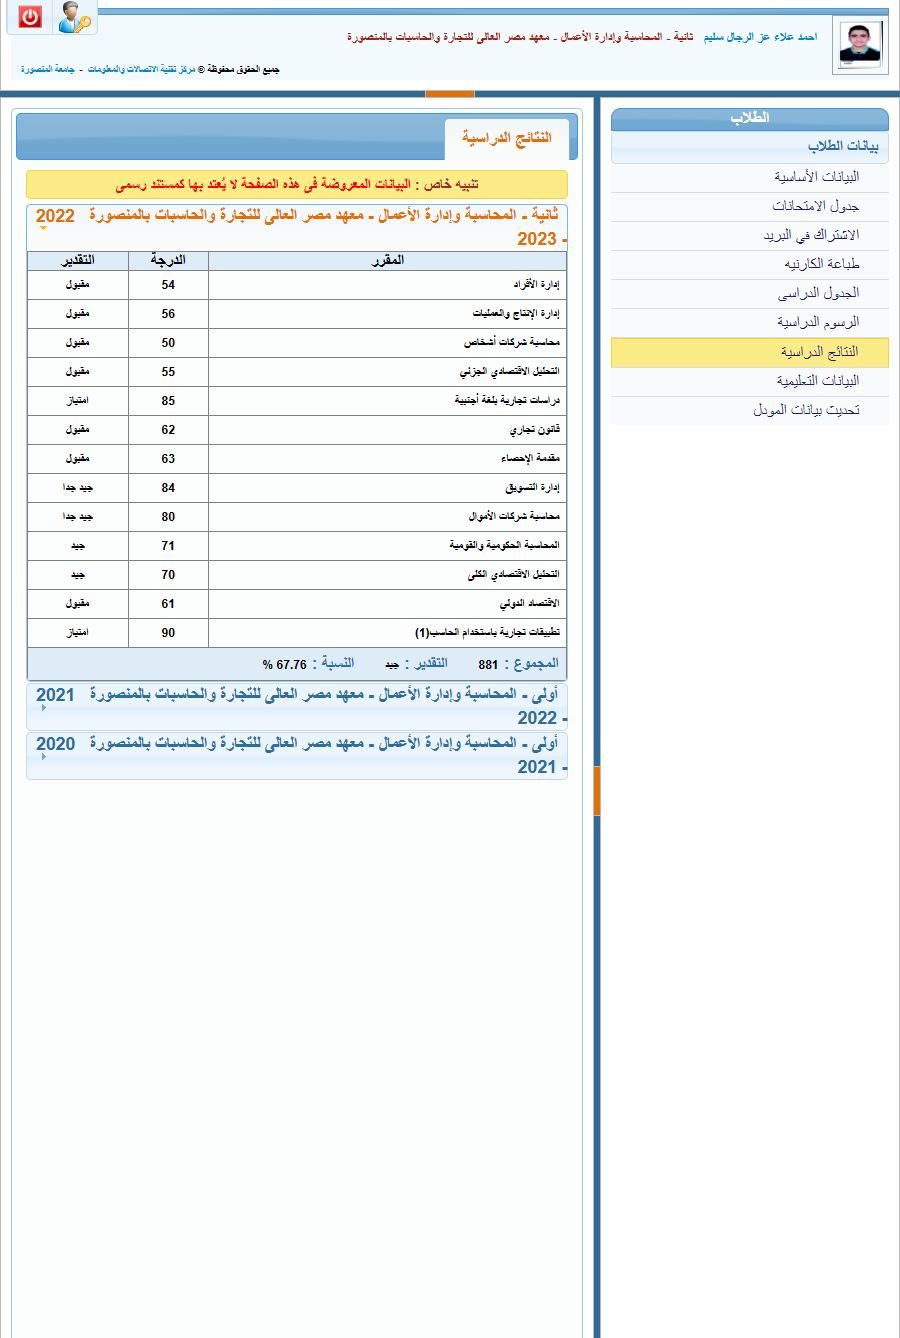 احمد علاء عز الرجال سليم ثانية - المحاسبة وإدارة الأعمال - معهد مصر العالى للتجارة والحاسبات بالمنصورة
جميع الحقوق محفوظة © مركز تقنية الاتصالات والمعلومات - جامعة المنصورة
الطلاب
بيانات الطلاب
البيانات الأساسية
جدول الامتحانات
الاشتراك في البريد
طباعة الكارنيه
الجدول الدراسى
الرسوم الدراسية
النتائج الدراسية
البيانات التعليمية
تحديث بيانات المودل
النتائج الدراسية
تنبيه خاص : البيانات المعروضة فى هذه الصفحة لا يُعتد بها كمستند رسمى
ثانية - المحاسبة وإدارة الأعمال - معهد مصر العالى للتجارة والحاسبات بالمنصورة 2022
- 2023
المقرر الدرجة التقدير
إدارة الأفراد 54 مقبول
إدارة الإنتاج والعمليات 56 مقبول
محاسبة شركات أشخاص 50 مقبول
التحليل الاقتصادي الجزئي 55 مقبول
دراسات تجارية بلغة أجنبية 85 امتياز
قانون تجاري 62 مقبول
مقدمة الإحصاء 63 مقبول
إدارة التسويق 84 جيد جدا
محاسبة شركات الأموال 80 جيد جدا
المحاسبة الحكومية والقومية 71 جيد
التحليل الاقتصادي الكلى 70 جيد
الاقتصاد الدولي 61 مقبول
تطبيقات تجارية باستخدام الحاسب(1) 90 امتياز
المجموع : 881 التقدير : جيد النسبة : 67.76 %
أولى - المحاسبة وإدارة الأعمال - معهد مصر العالى للتجارة والحاسبات بالمنصورة 2021
- 2022
أولى - المحاسبة وإدارة الأعمال - معهد مصر العالى للتجارة والحاسبات بالمنصورة 2020
- 2021